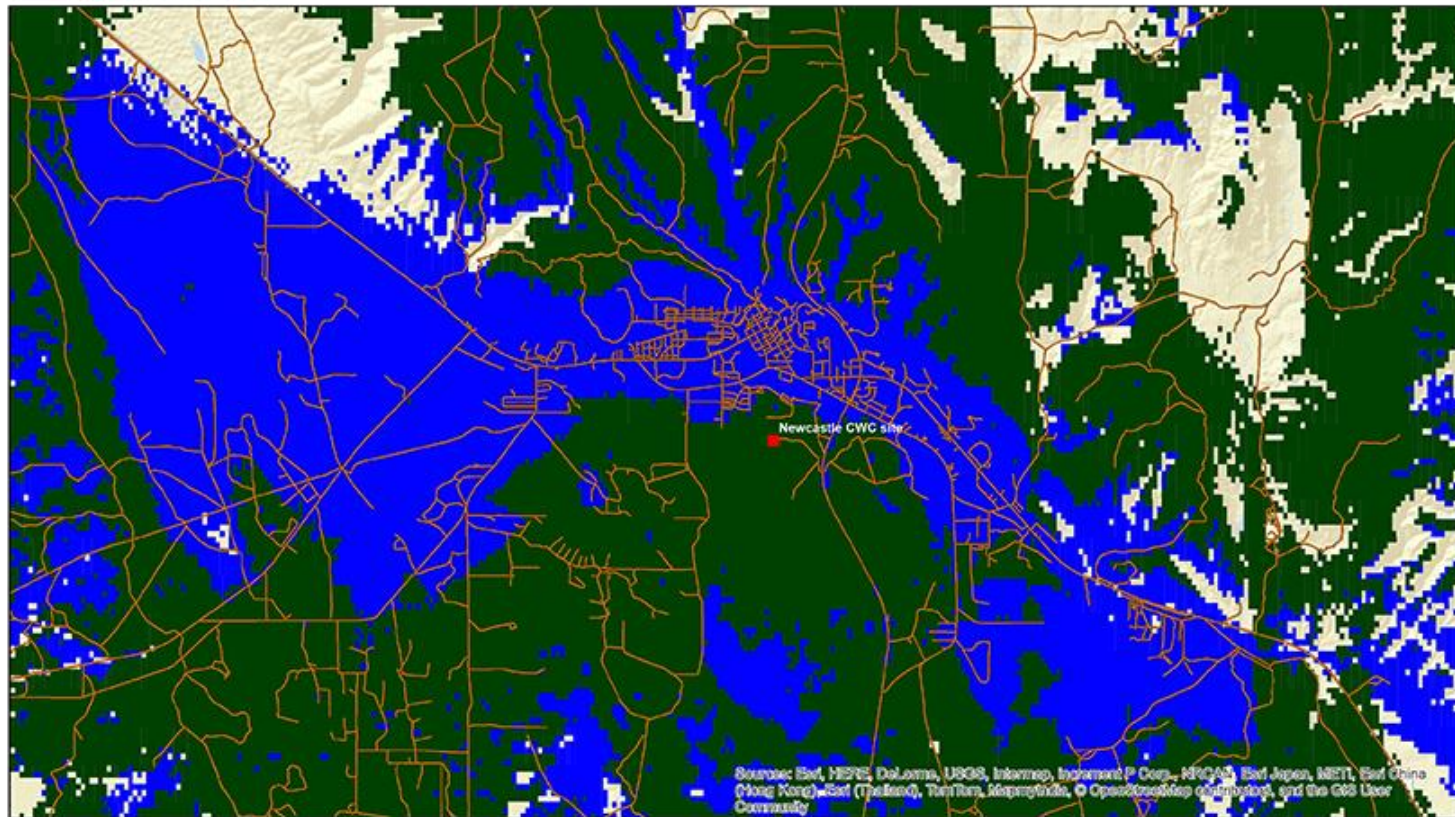 Newcastle CWC site
Sources: Esri, HERE, DeLorme, USGS, Intermap, increment P Corp., NRCAN, Esri Japan, METI, Esri China
(Hong Kong), Esri (Thailand), TomTom, MapmyIndia, © OpenStreetMap contributors, and the GIS User
Community